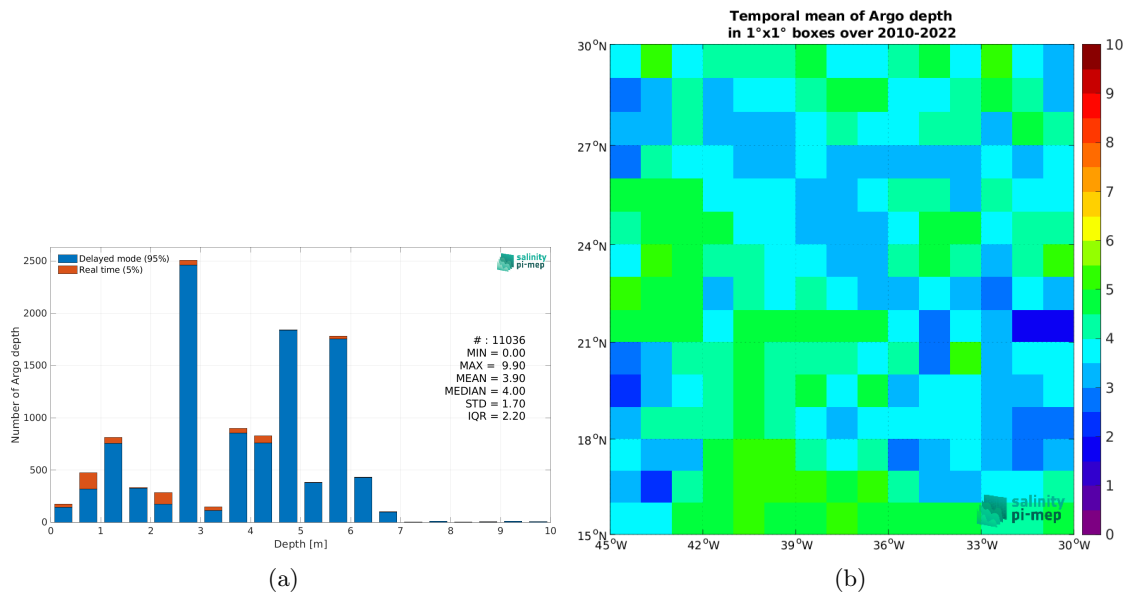 Delayed mode (95%)
Real time (5%)
salinity
pi-mep
2500
2000
1500
1000
500
0
Number of Argo depth
# : 11036
MIN = 0.00
MAX = 9.90
MEAN = 3.90
MEDIAN = 4.00
STD = 1.70
IQR = 2.20
0 1 2 3 4 5 6 7 8 9 10
Depth [m]
(a)
Temporal mean of Argo depth
in 1°x1° boxes over 2010-2022
30°N
27°N
24°N
21°N
18°N
15°N
45°W 42°W 39°W 36°W 33°W 30°W
salinity
pi-mep
10
9
8
7
6
5
4
3
2
1
0
(b)